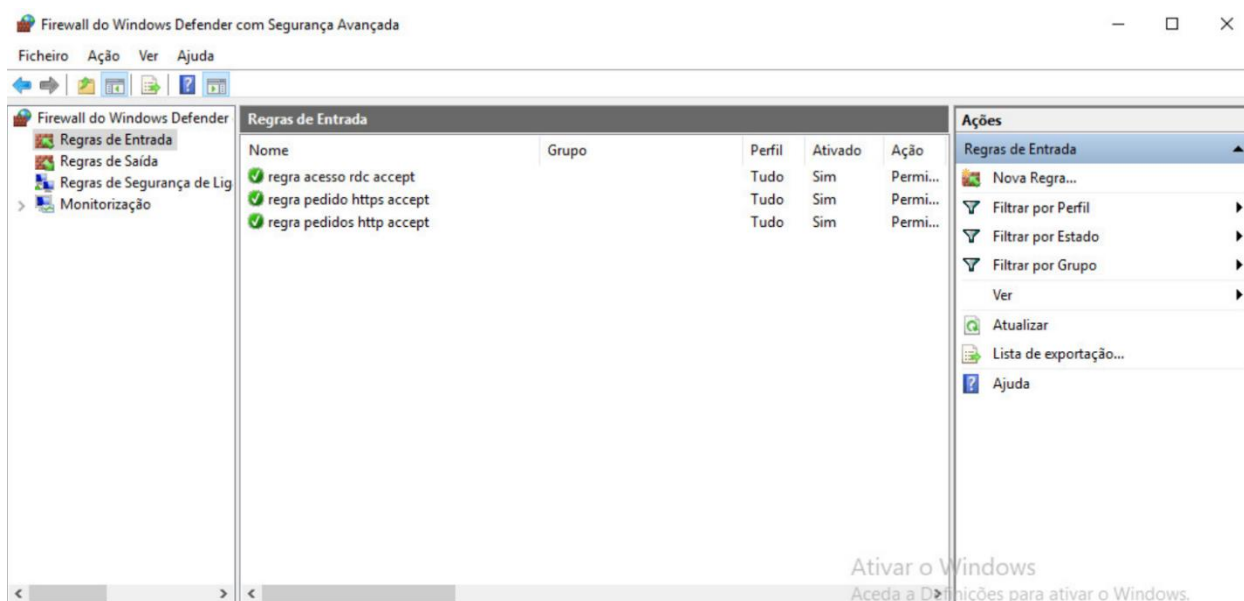 Firewall do Windows Defender com Segurança Avançada
Ficheiro Ação Ver Ajuda
Firewall do Windows Defender
Regras de Entrada
Regras de Saída
Regras de Segurança de Lig
Monitorização
Regras de Entrada
Nome Grupo Perfil Ativado Ação
regra acesso rdc accept Tudo Sim Permi...
regra pedido https accept Tudo Sim Permi...
regra pedidos http accept Tudo Sim Permi...
Ações
Regras de Entrada
Nova Regra...
Filtrar por Perfil
Filtrar por Estado
Filtrar por Grupo
Ver
Atualizar
Lista de exportação...
Ajuda
Ativar o Windows
Aceda a Definições para ativar o Windows.